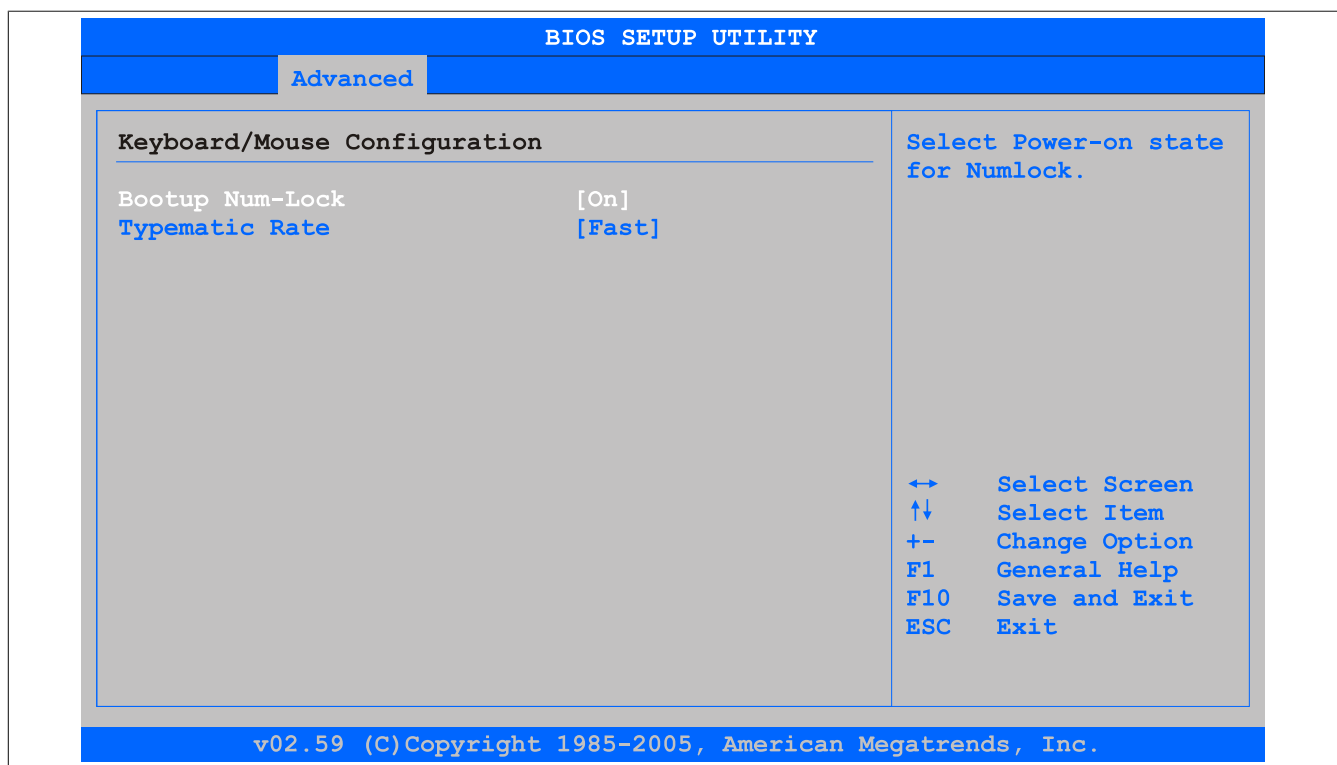 BIOS SETUP UTILITY
Advanced
Keyboard/Mouse Configuration
Bootup Num-Lock [On]
Typematic Rate [Fast]
Select Power-on state
for Numlock.
↔ Select Screen
↑↓ Select Item
+- Change Option
F1 General Help
F10 Save and Exit
ESC Exit
v02.59 (C)Copyright 1985-2005, American Megatrends, Inc.